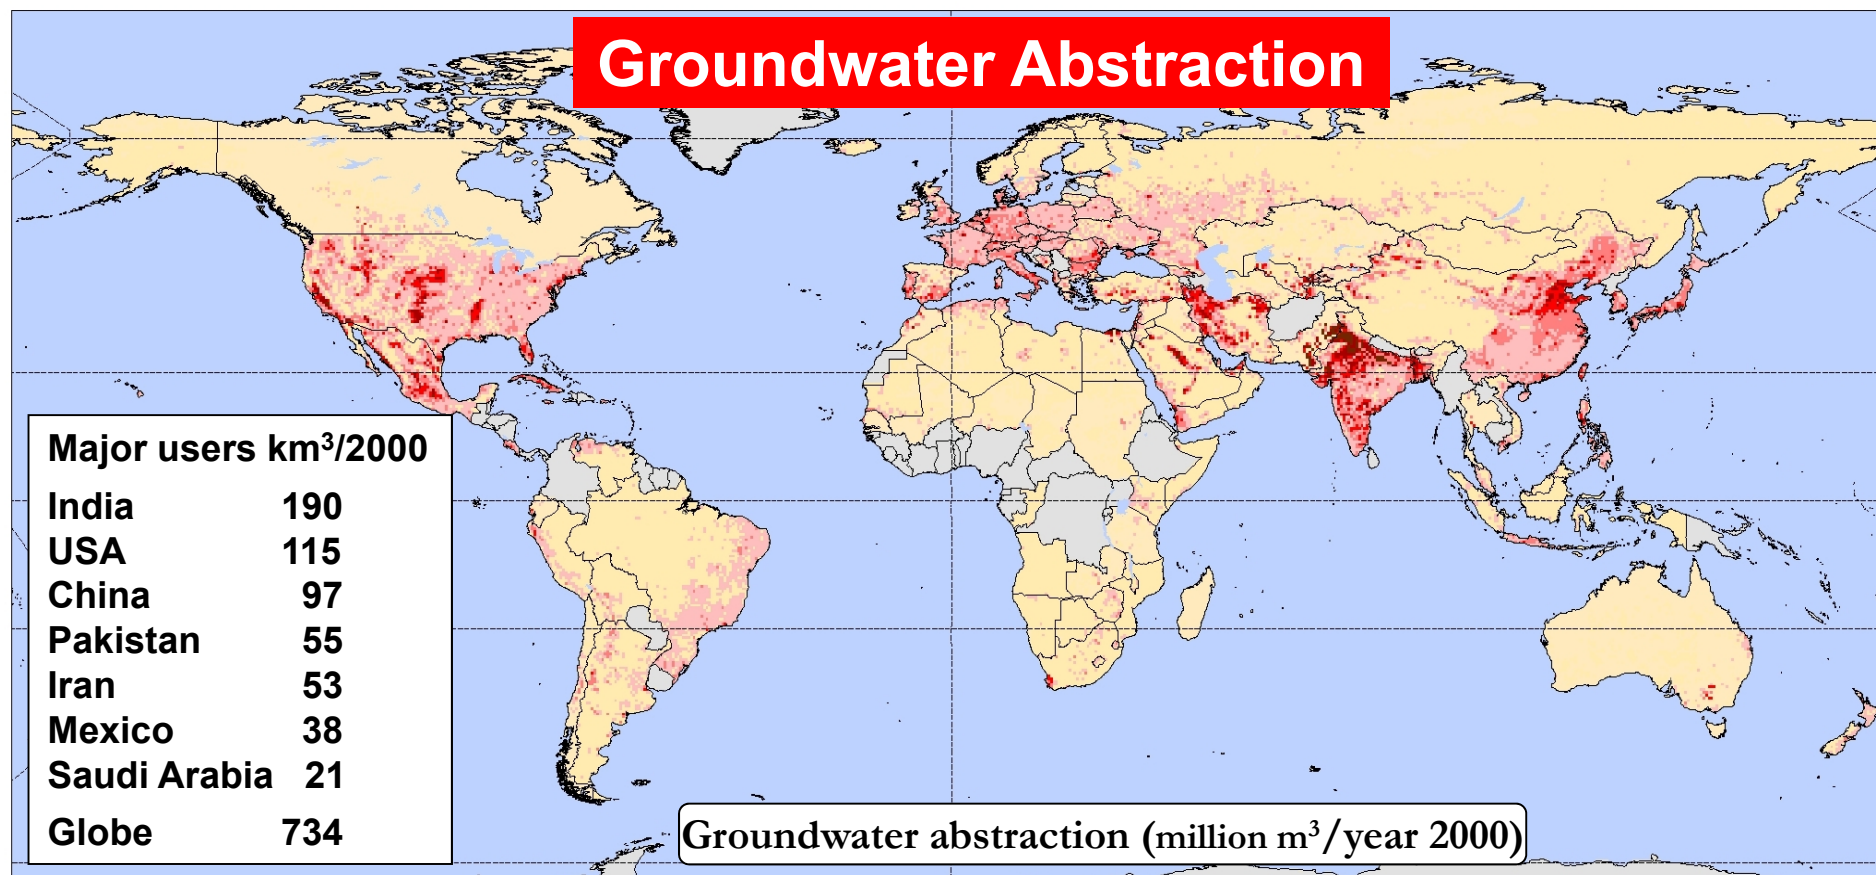 Groundwater Abstraction
Major users km³/2000
India 190
USA 115
China 97
Pakistan 55
Iran 53
Mexico 38
Saudi Arabia 21
Globe 734
Groundwater abstraction (million m³/year 2000)